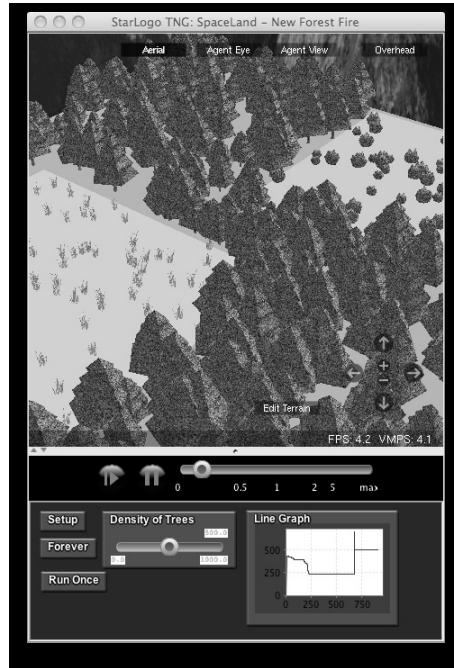 StarLogo TNG: SpaceLand – New Forest Fire
Aerial Agent Eye Agent View Overhead
Edit Terrain
FPS: 4.2 VMPS: 4.1
0 0.5 1 2 5 max
Setup
Density of Trees
500.0
0.0 1000.0
Forever
Run Once
Line Graph
500
250
0
0 250 500 750